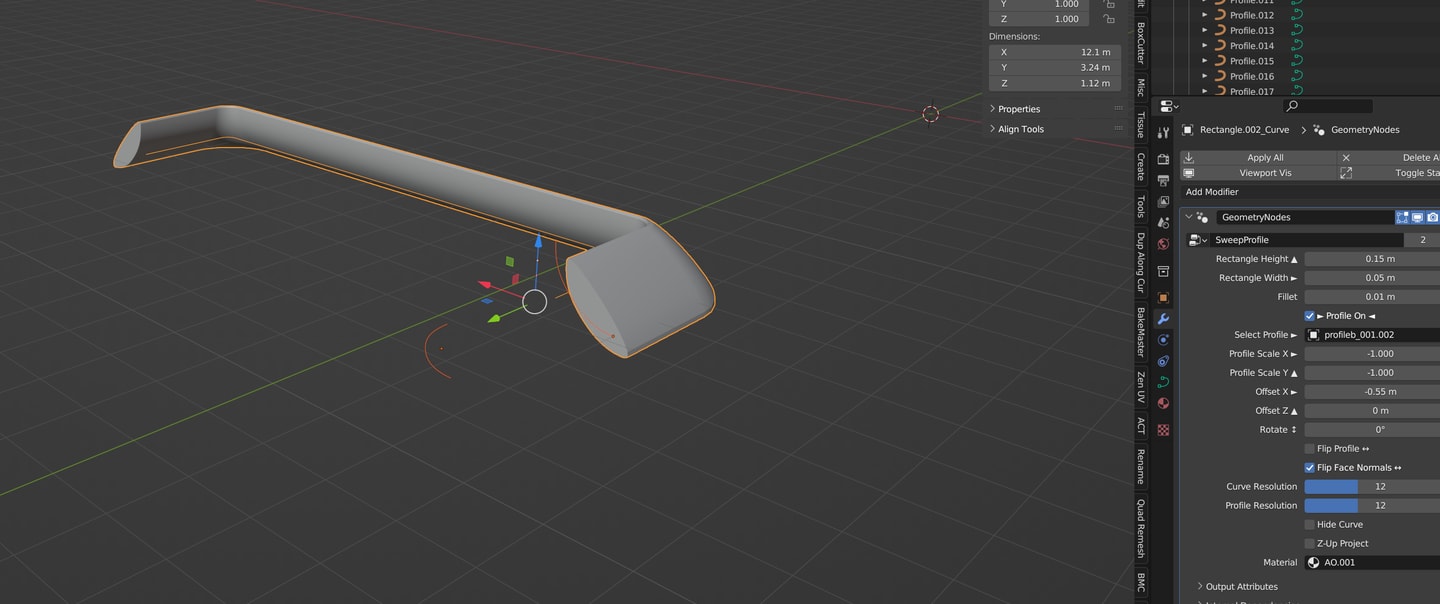 Y 1.000
Z 1.000
Dimensions:
X 12.1 m
Y 3.24 m
Z 1.12 m
Properties
Align Tools
BoxCutter
Misc
Tissue
Create
Tools
Dup Along Cur
BakeMaster
Zen UV
ACT
Rename
Quad Remesh
BMC
Profile.011
Profile.012
Profile.013
Profile.014
Profile.015
Profile.016
Profile.017
Rectangle.002_Curve > GeometryNodes
Apply All Delete Al
Viewport Vis Toggle Sta
Add Modifier
GeometryNodes
SweepProfile 2
Rectangle Height ▲ 0.15 m
Rectangle Width ► 0.05 m
Fillet 0.01 m
► Profile On ◄
Select Profile ► profileb_001.002
Profile Scale X ► -1.000
Profile Scale Y ▲ -1.000
Offset X ► -0.55 m
Offset Z ▲ 0 m
Rotate ↕ 0°
Flip Profile ↔
Flip Face Normals ↔
Curve Resolution 12
Profile Resolution 12
Hide Curve
Z-Up Project
Material AO.001
Output Attributes